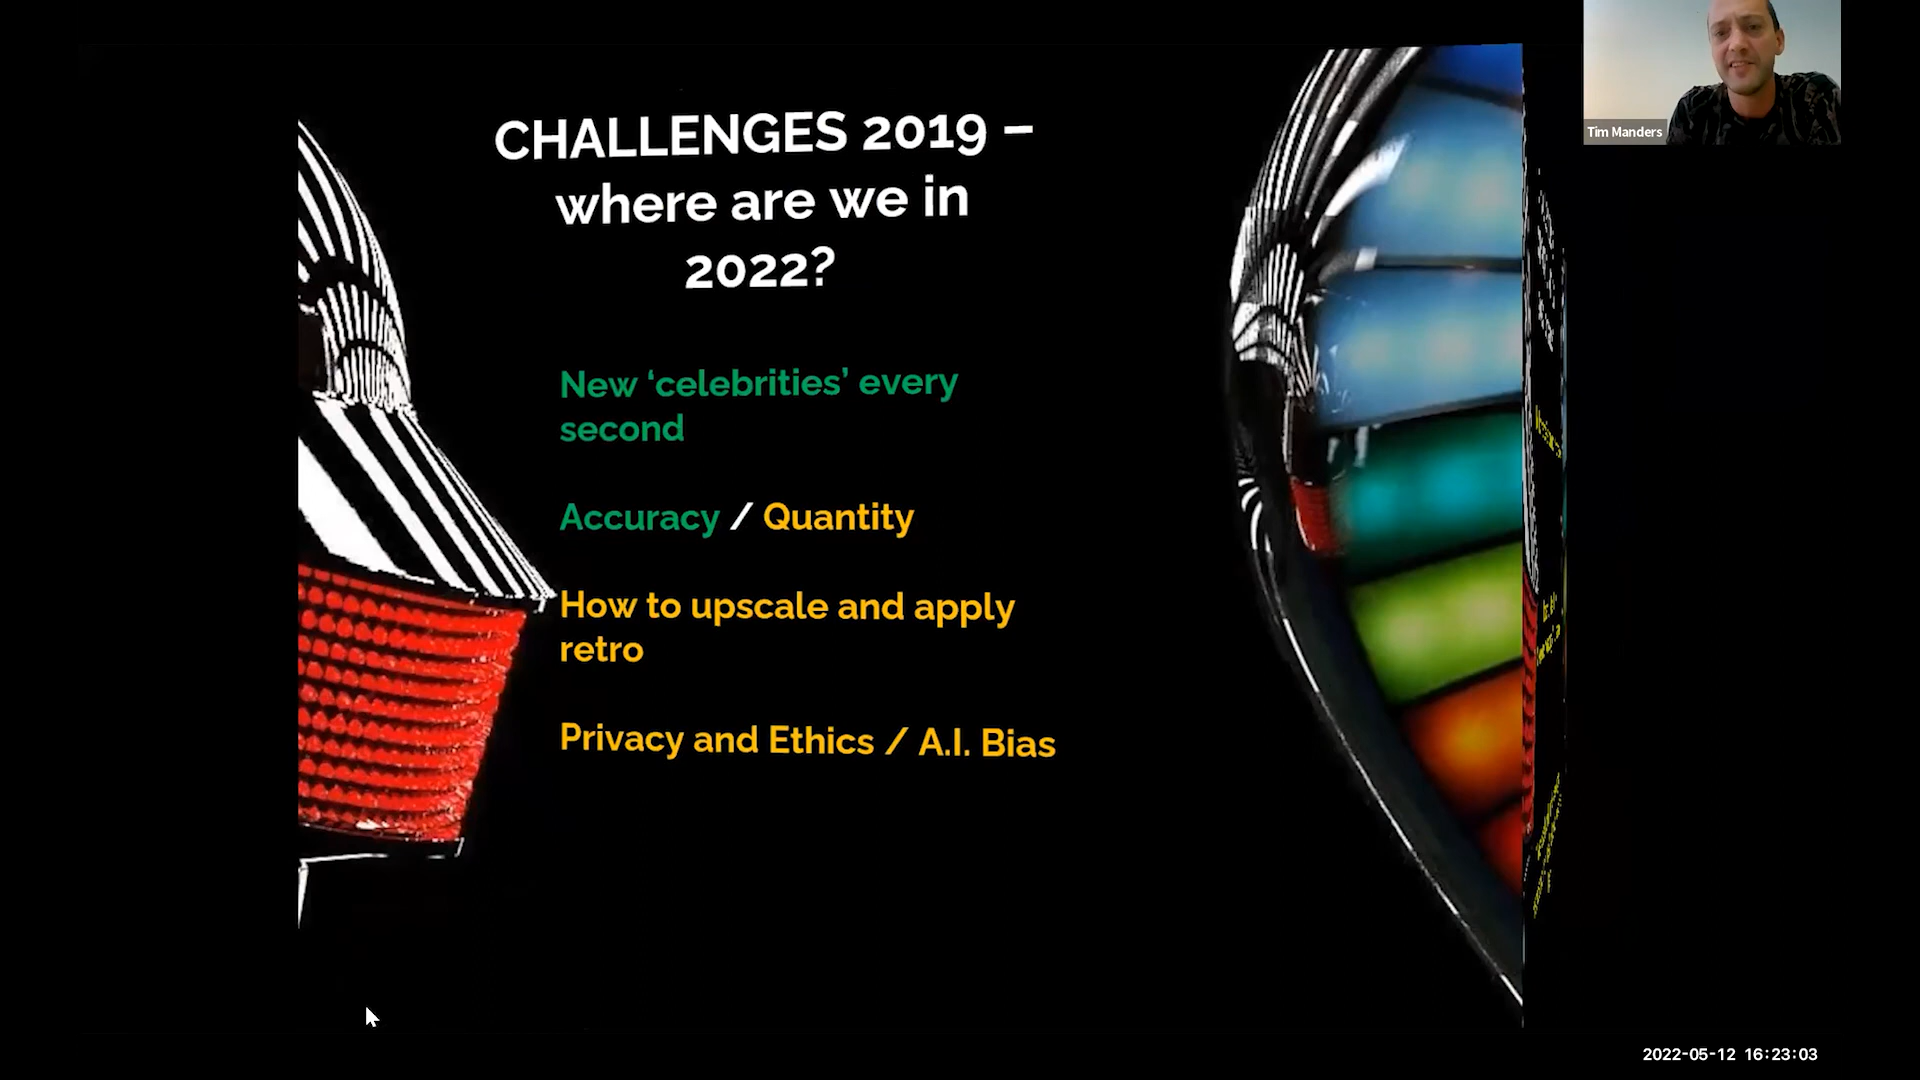 CHALLENGES 2019 –
where are we in
2022?
New ‘celebrities’ every
second
Accuracy / Quantity
How to upscale and apply
retro
Privacy and Ethics / A.I. Bias
Tim Manders
2022-05-12 16:23:03